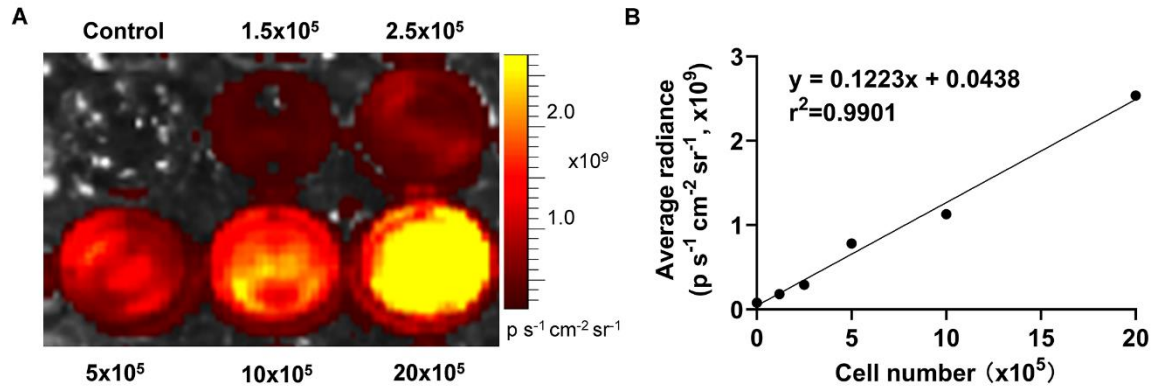 A
Control 1.5x10⁵ 2.5x10⁵
2.0
x10⁹
1.0
p s⁻¹ cm⁻² sr⁻¹
5x10⁵ 10x10⁵ 20x10⁵
B
y = 0.1223x + 0.0438
r²=0.9901
Average radiance
(p s⁻¹ cm⁻² sr⁻¹, x10⁹)
3
2
1
0
0 5 10 15 20
Cell number（x10⁵）